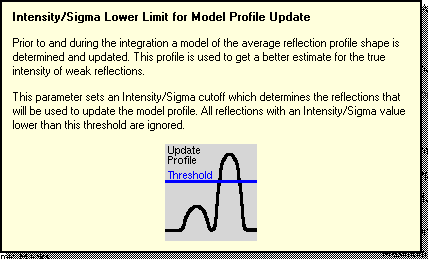 Intensity/Sigma Lower Limit for Model Profile Update
Prior to and during the integration a model of the average reflection profile shape is
determined and updated. This profile is used to get a better estimate for the true
intensity of weak reflections.
This parameter sets an Intensity/Sigma cutoff which determines the reflections that
will be used to update the model profile. All reflections with an Intensity/Sigma value
lower than this threshold are ignored.
Update
Profile
Threshold